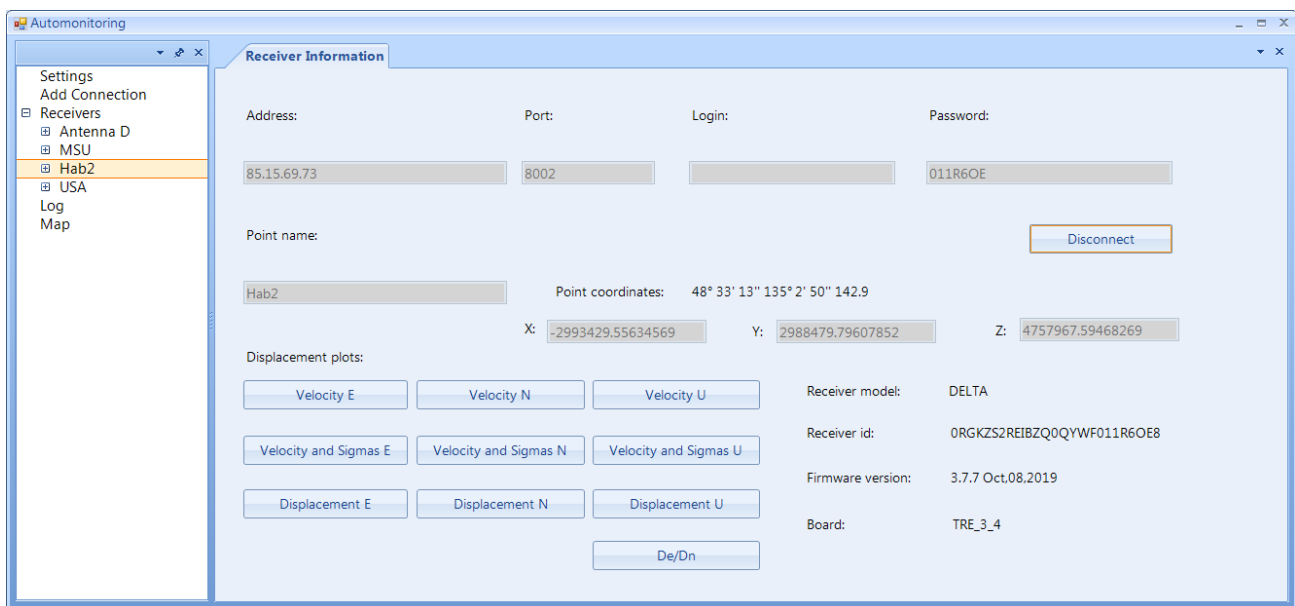 Automonitoring
Settings
Add Connection
Receivers
Antenna D
MSU
Hab2
USA
Log
Map
Receiver Information
Address: Port: Login: Password:
85.15.69.73 8002 011R6OE
Point name: Disconnect
Hab2 Point coordinates: 48° 33' 13'' 135° 2' 50'' 142.9
X: -2993429.55634569 Y: 2988479.79607852 Z: 4757967.59468269
Displacement plots:
Velocity E Velocity N Velocity U Receiver model: DELTA
Receiver id: 0RGKZS2REIBZQ0QYWF011R6OE8
Velocity and Sigmas E Velocity and Sigmas N Velocity and Sigmas U
Firmware version: 3.7.7 Oct,08,2019
Displacement E Displacement N Displacement U
Board: TRE_3_4
De/Dn